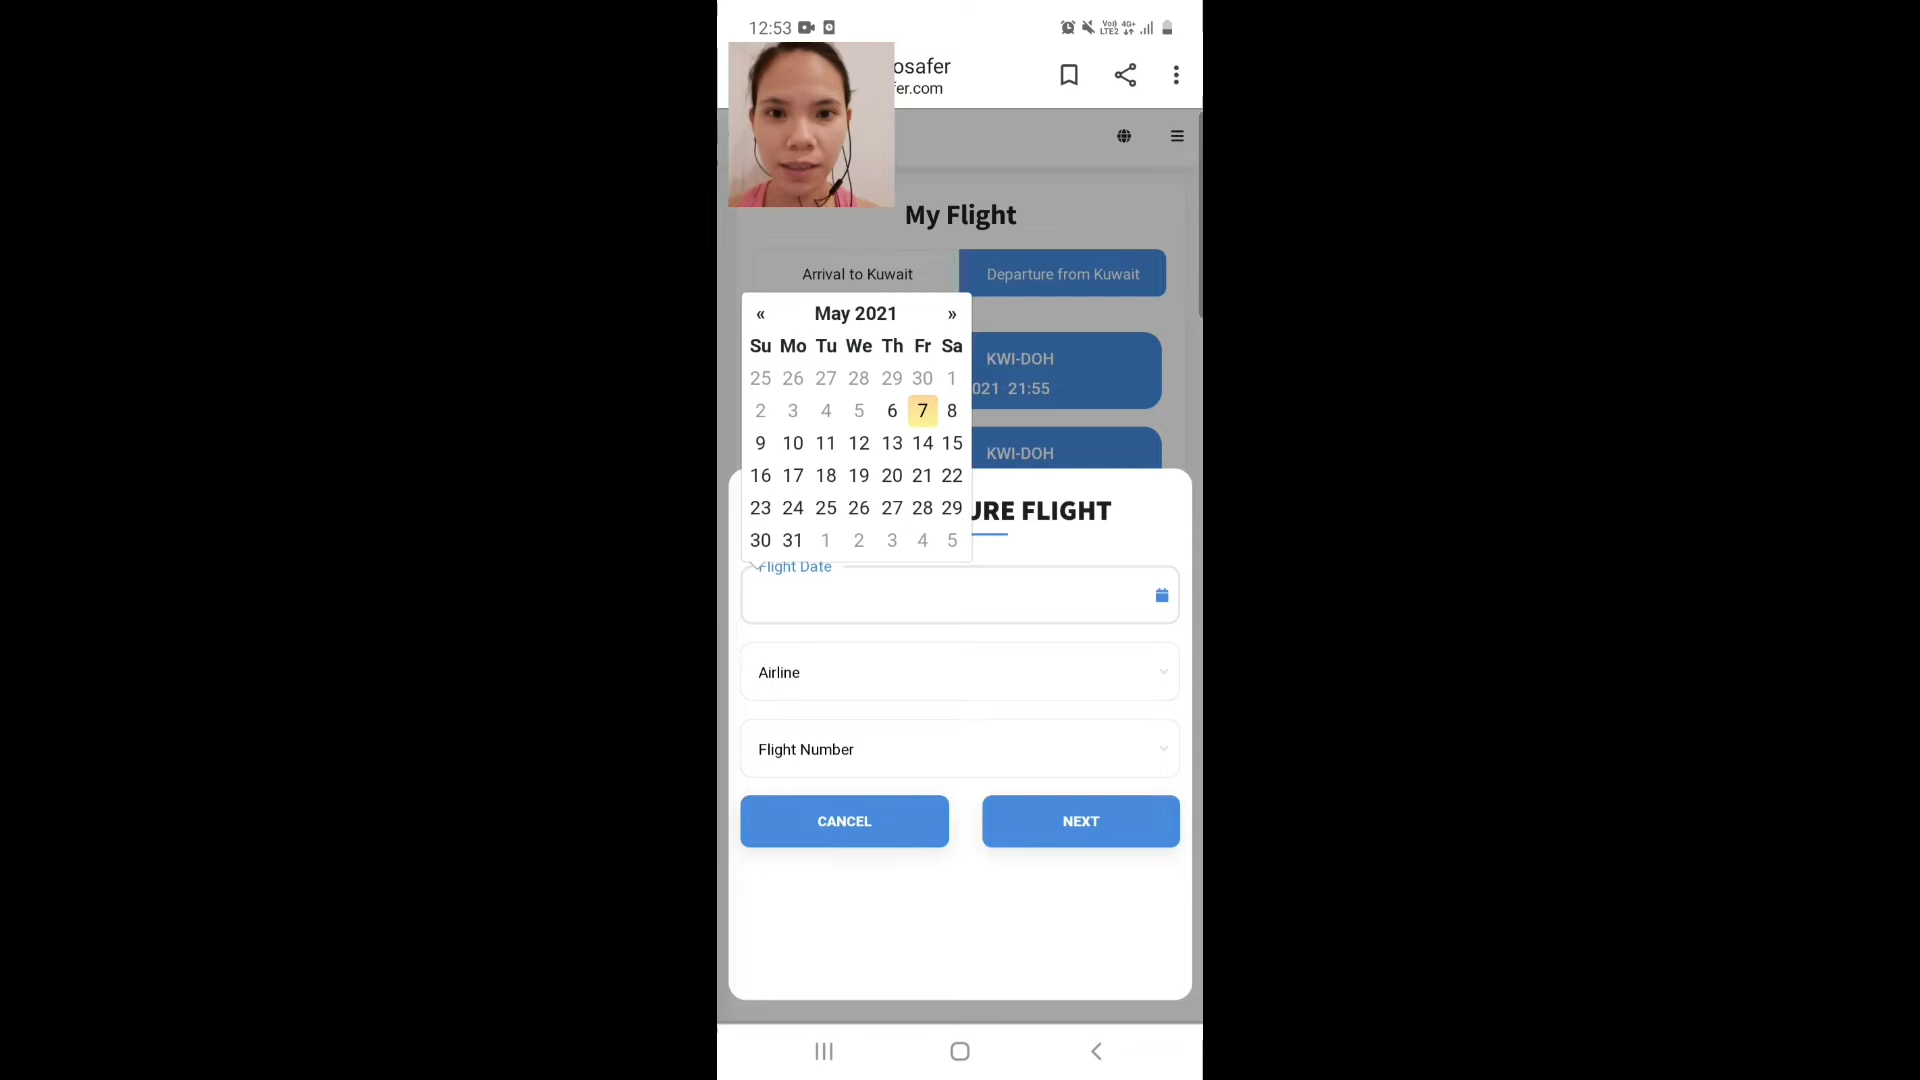 12:53 Vo)) LTE2 4G+
osafer
er.com
My Flight
Arrival to Kuwait Departure from Kuwait
« May 2021 »
Su Mo Tu We Th Fr Sa
25 26 27 28 29 30 1
2 3 4 5 6 7 8
9 10 11 12 13 14 15
16 17 18 19 20 21 22
23 24 25 26 27 28 29
30 31 1 2 3 4 5
KWI-DOH
021 21:55
KWI-DOH
URE FLIGHT
Flight Date
Airline
Flight Number
CANCEL NEXT